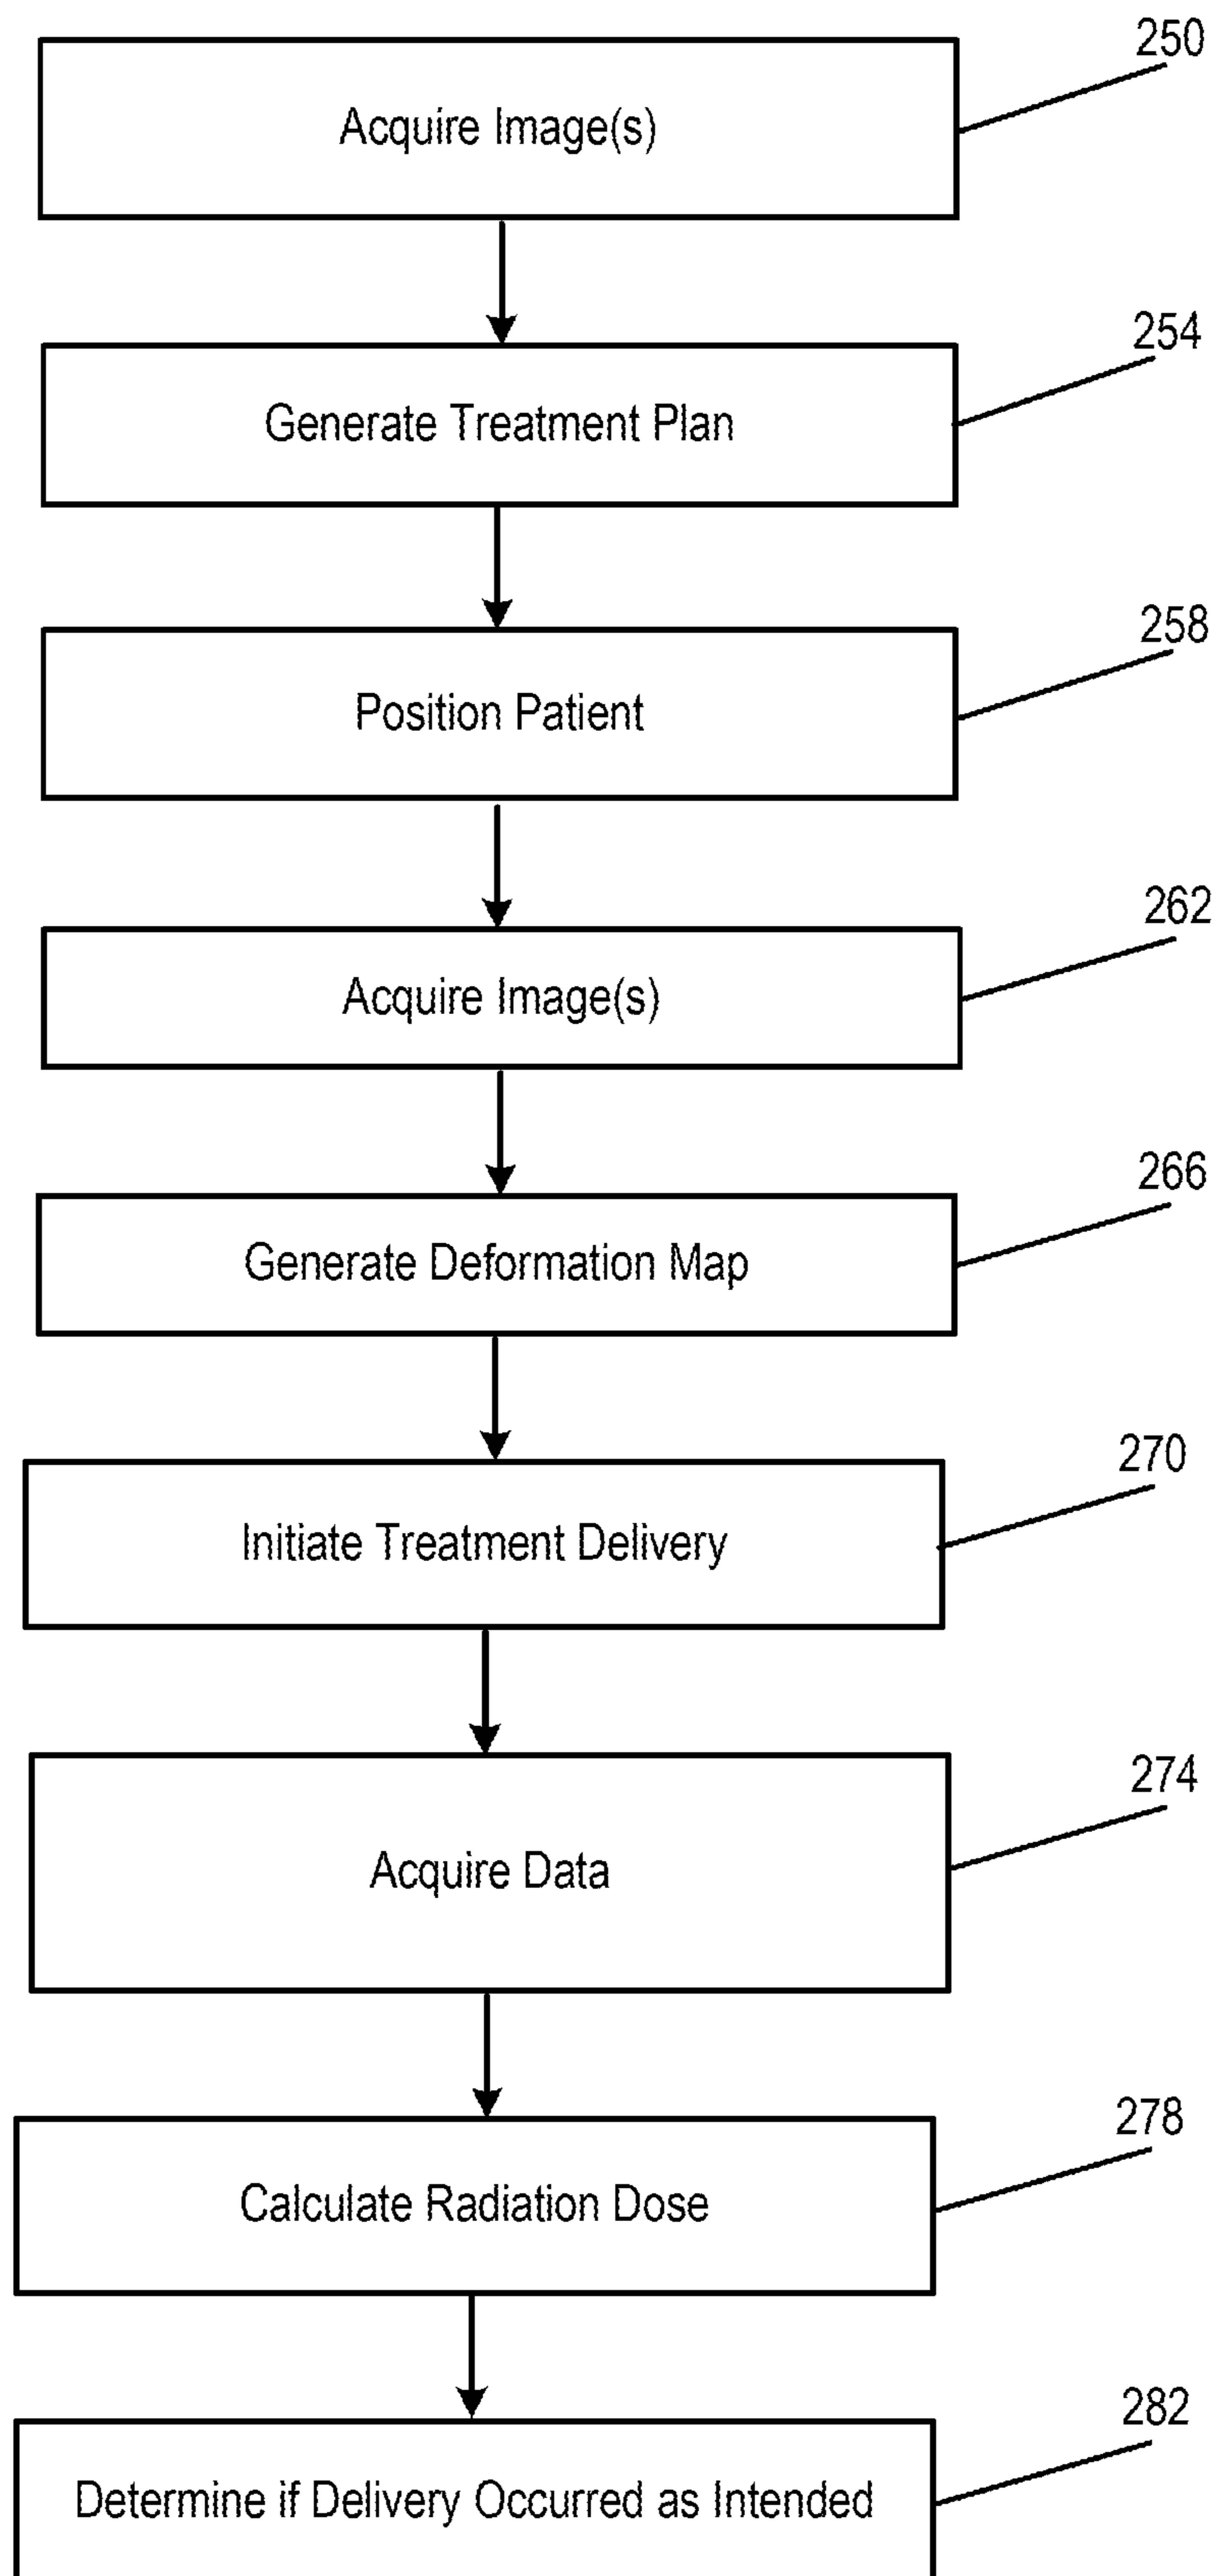 250
Acquire Image(s)
254
Generate Treatment Plan
258
Position Patient
262
Acquire Image(s)
266
Generate Deformation Map
270
Initiate Treatment Delivery
274
Acquire Data
278
Calculate Radiation Dose
282
Determine if Delivery Occurred as Intended